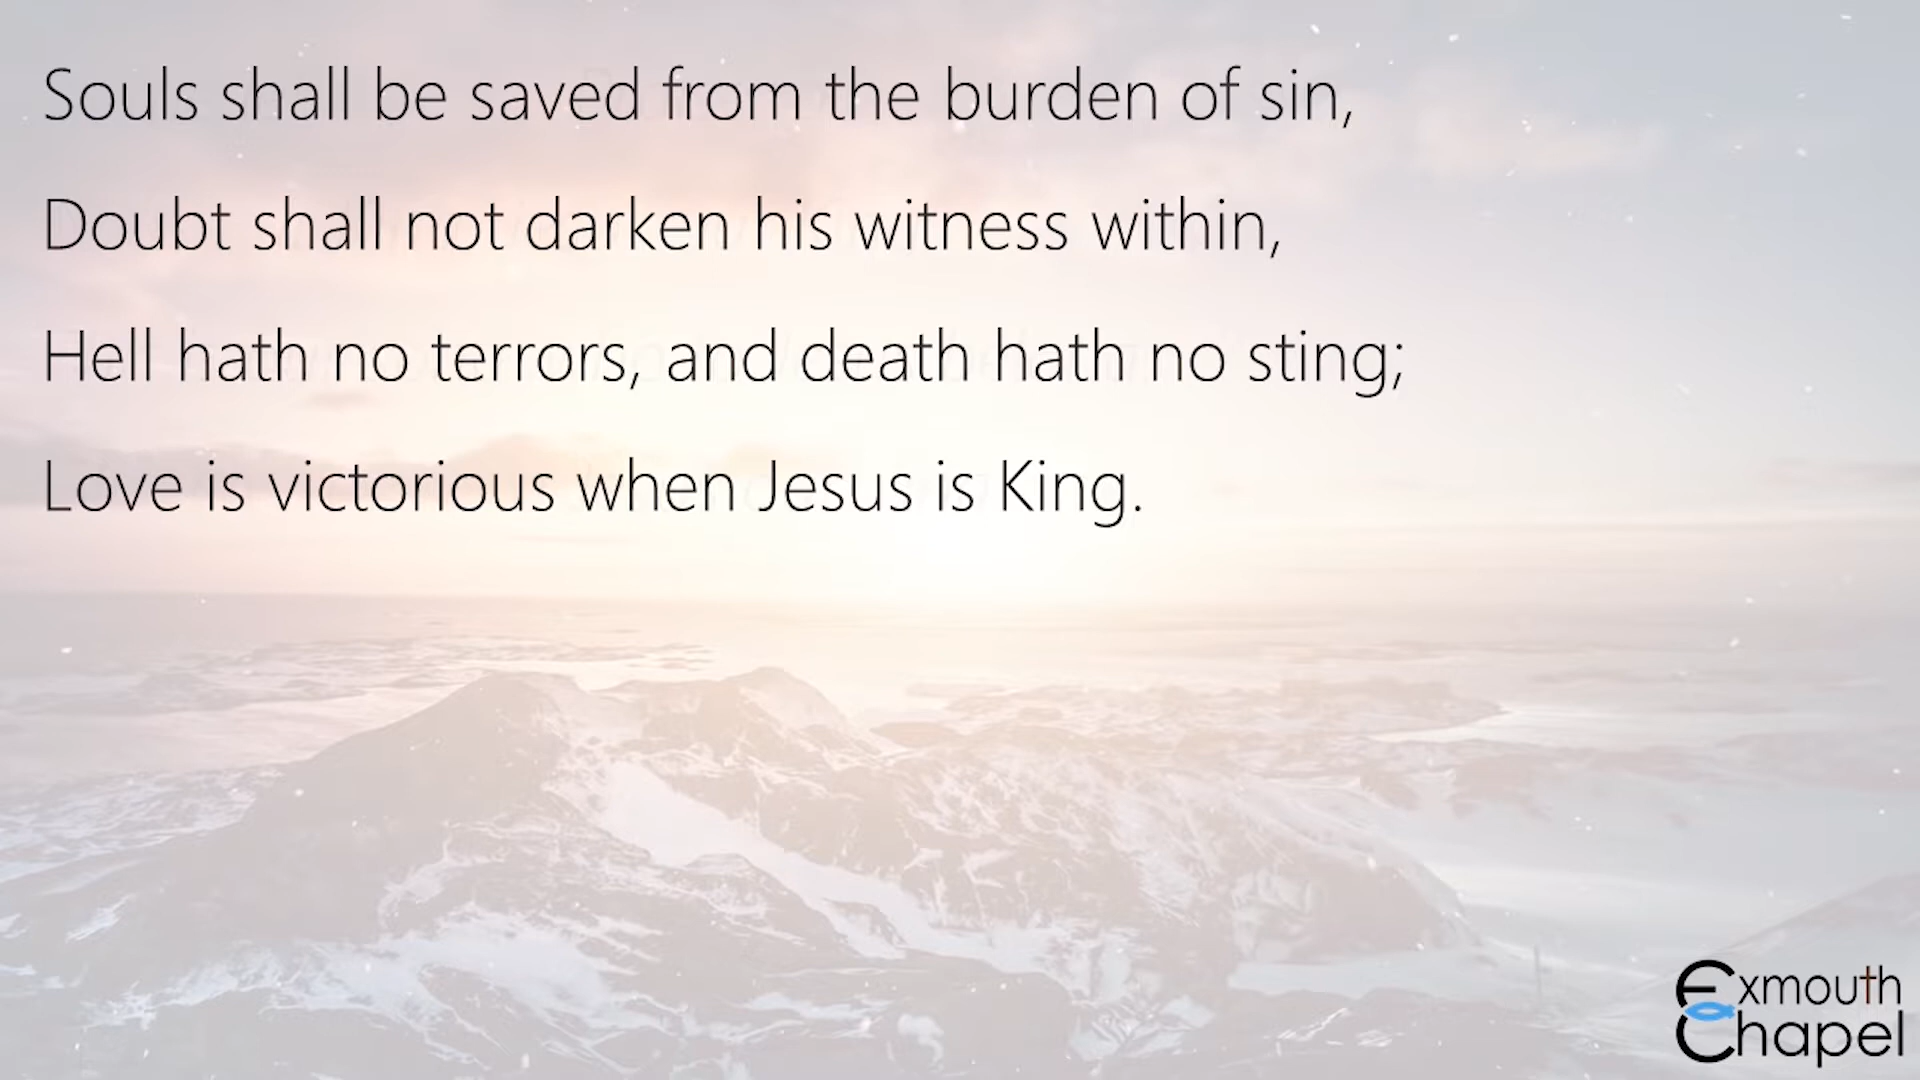 Souls shall be saved from the burden of sin,
Doubt shall not darken his witness within,
Hell hath no terrors, and death hath no sting;
Love is victorious when Jesus is King.
Exmouth
Chapel